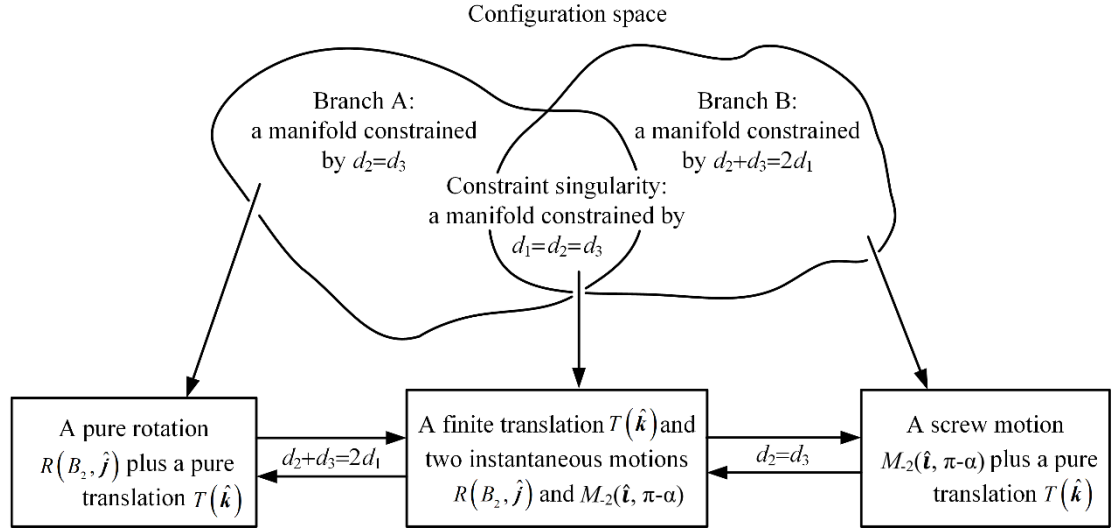 Configuration space
Branch A:
a manifold constrained
by d₂=d₃
Branch B:
a manifold constrained
by d₂+d₃=2d₁
Constraint singularity:
a manifold constrained by
d₁=d₂=d₃
A pure rotation
R(B₂, ĵ) plus a pure
translation T(k̂)
d₂+d₃=2d₁
A finite translation T(k̂) and
two instantaneous motions
R(B₂, ĵ) and M₋₂(î, π-α)
d₂=d₃
A screw motion
M₋₂(î, π-α) plus a pure
translation T(k̂)